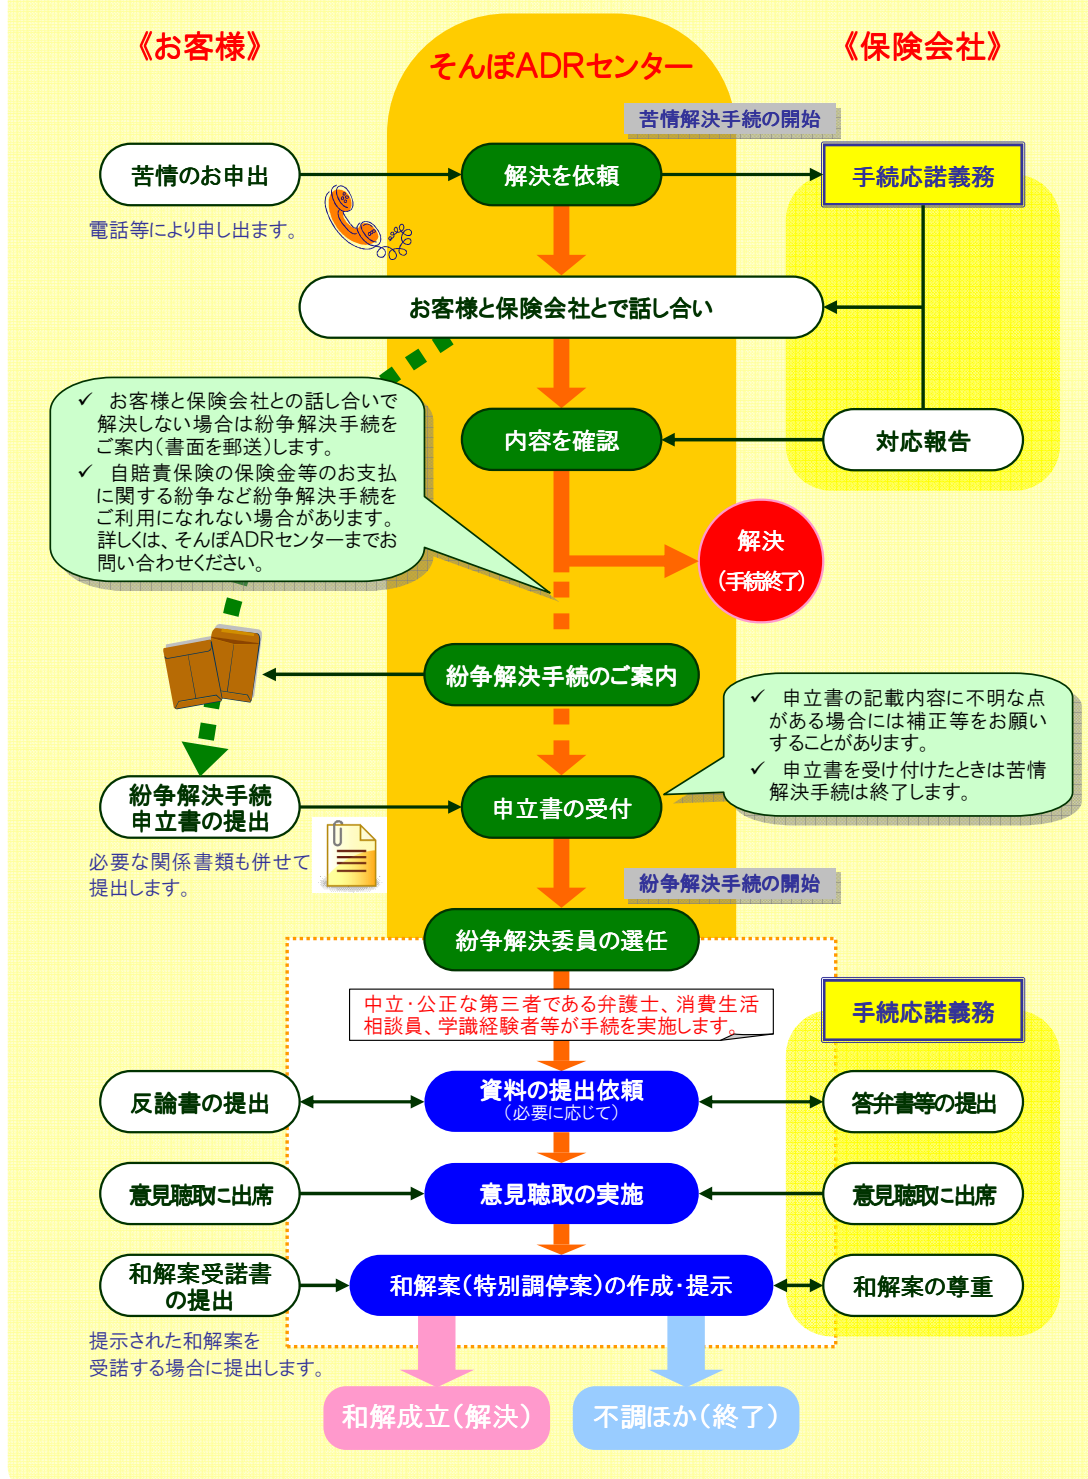 《お客様》
そんぽADRセンター
《保険会社》
苦情解決手続の開始
苦情のお申出
解決を依頼
手続応諾義務
電話等により申し出ます。
お客様と保険会社とで話し合い
✓ お客様と保険会社との話し合いで
解決しない場合は紛争解決手続を
ご案内(書面を郵送)します。
✓ 自賠責保険の保険金等のお支払
に関する紛争など紛争解決手続を
ご利用になれない場合があります。
詳しくは、そんぽADRセンターまでお
問い合わせください。
内容を確認
対応報告
解決
(手続終了)
紛争解決手続のご案内
✓ 申立書の記載内容に不明な点
がある場合には補正等をお願い
することがあります。
✓ 申立書を受け付けたときは苦情
解決手続は終了します。
紛争解決手続
申立書の提出
申立書の受付
必要な関係書類も併せて
提出します。
紛争解決手続の開始
紛争解決委員の選任
中立・公正な第三者である弁護士、消費生活
相談員、学識経験者等が手続を実施します。
手続応諾義務
反論書の提出
資料の提出依頼
(必要に応じて)
答弁書等の提出
意見聴取に出席
意見聴取の実施
意見聴取に出席
和解案受諾書
の提出
和解案(特別調停案)の作成・提示
和解案の尊重
提示された和解案を
受諾する場合に提出します。
和解成立(解決)
不調ほか(終了)